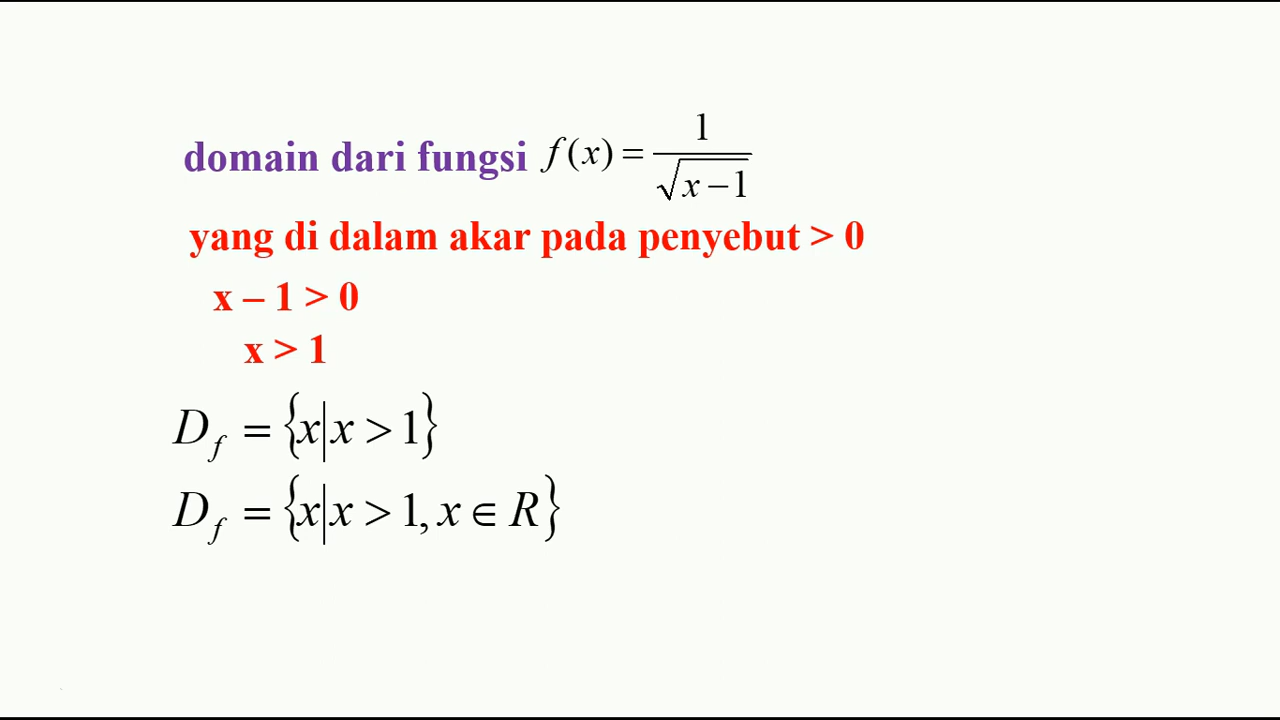 domain dari fungsi f(x) = 1/√(x−1)
yang di dalam akar pada penyebut > 0
x – 1 > 0
x > 1
D_f = {x|x > 1}
D_f = {x|x > 1, x ∈ R}